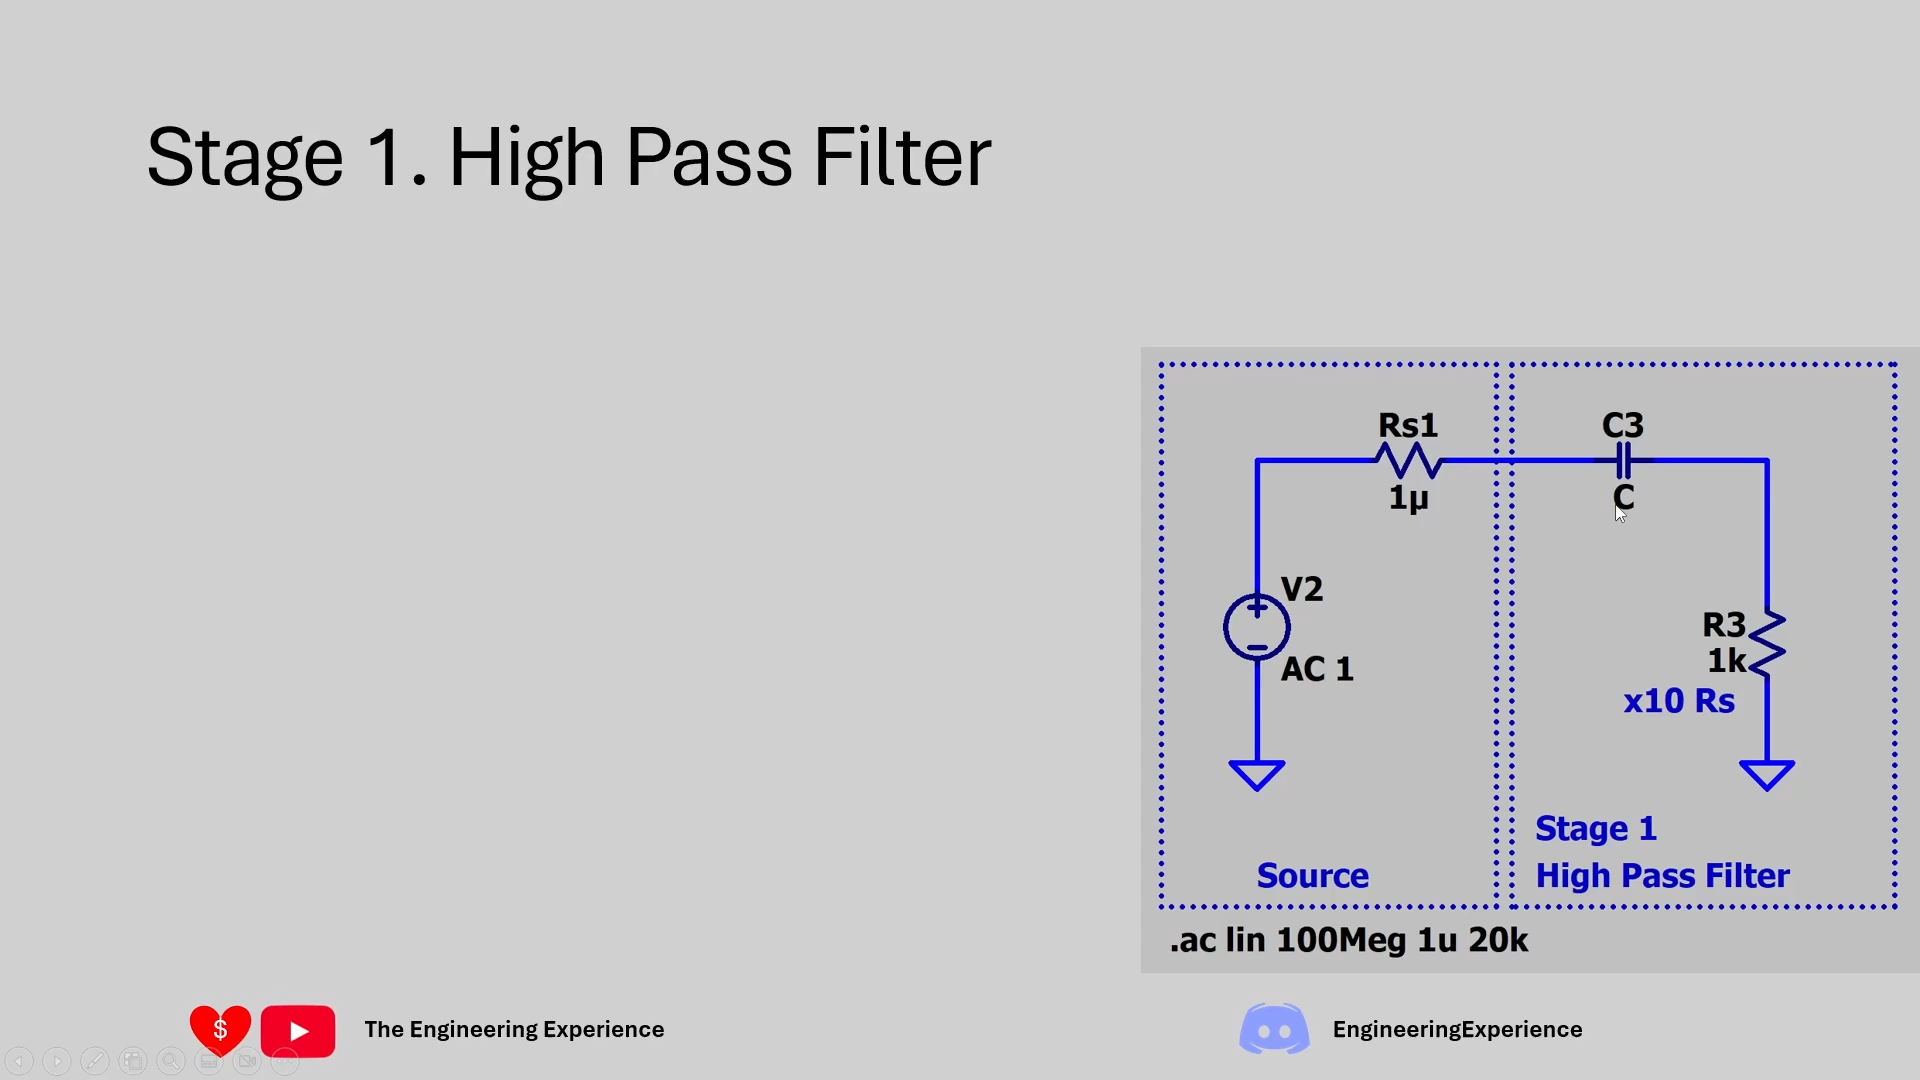 Stage 1. High Pass Filter
Rs1
1µ
C3
C
V2
AC 1
R3
1k
x10 Rs
Stage 1
High Pass Filter
Source
.ac lin 100Meg 1u 20k
$
The Engineering Experience
EngineeringExperience